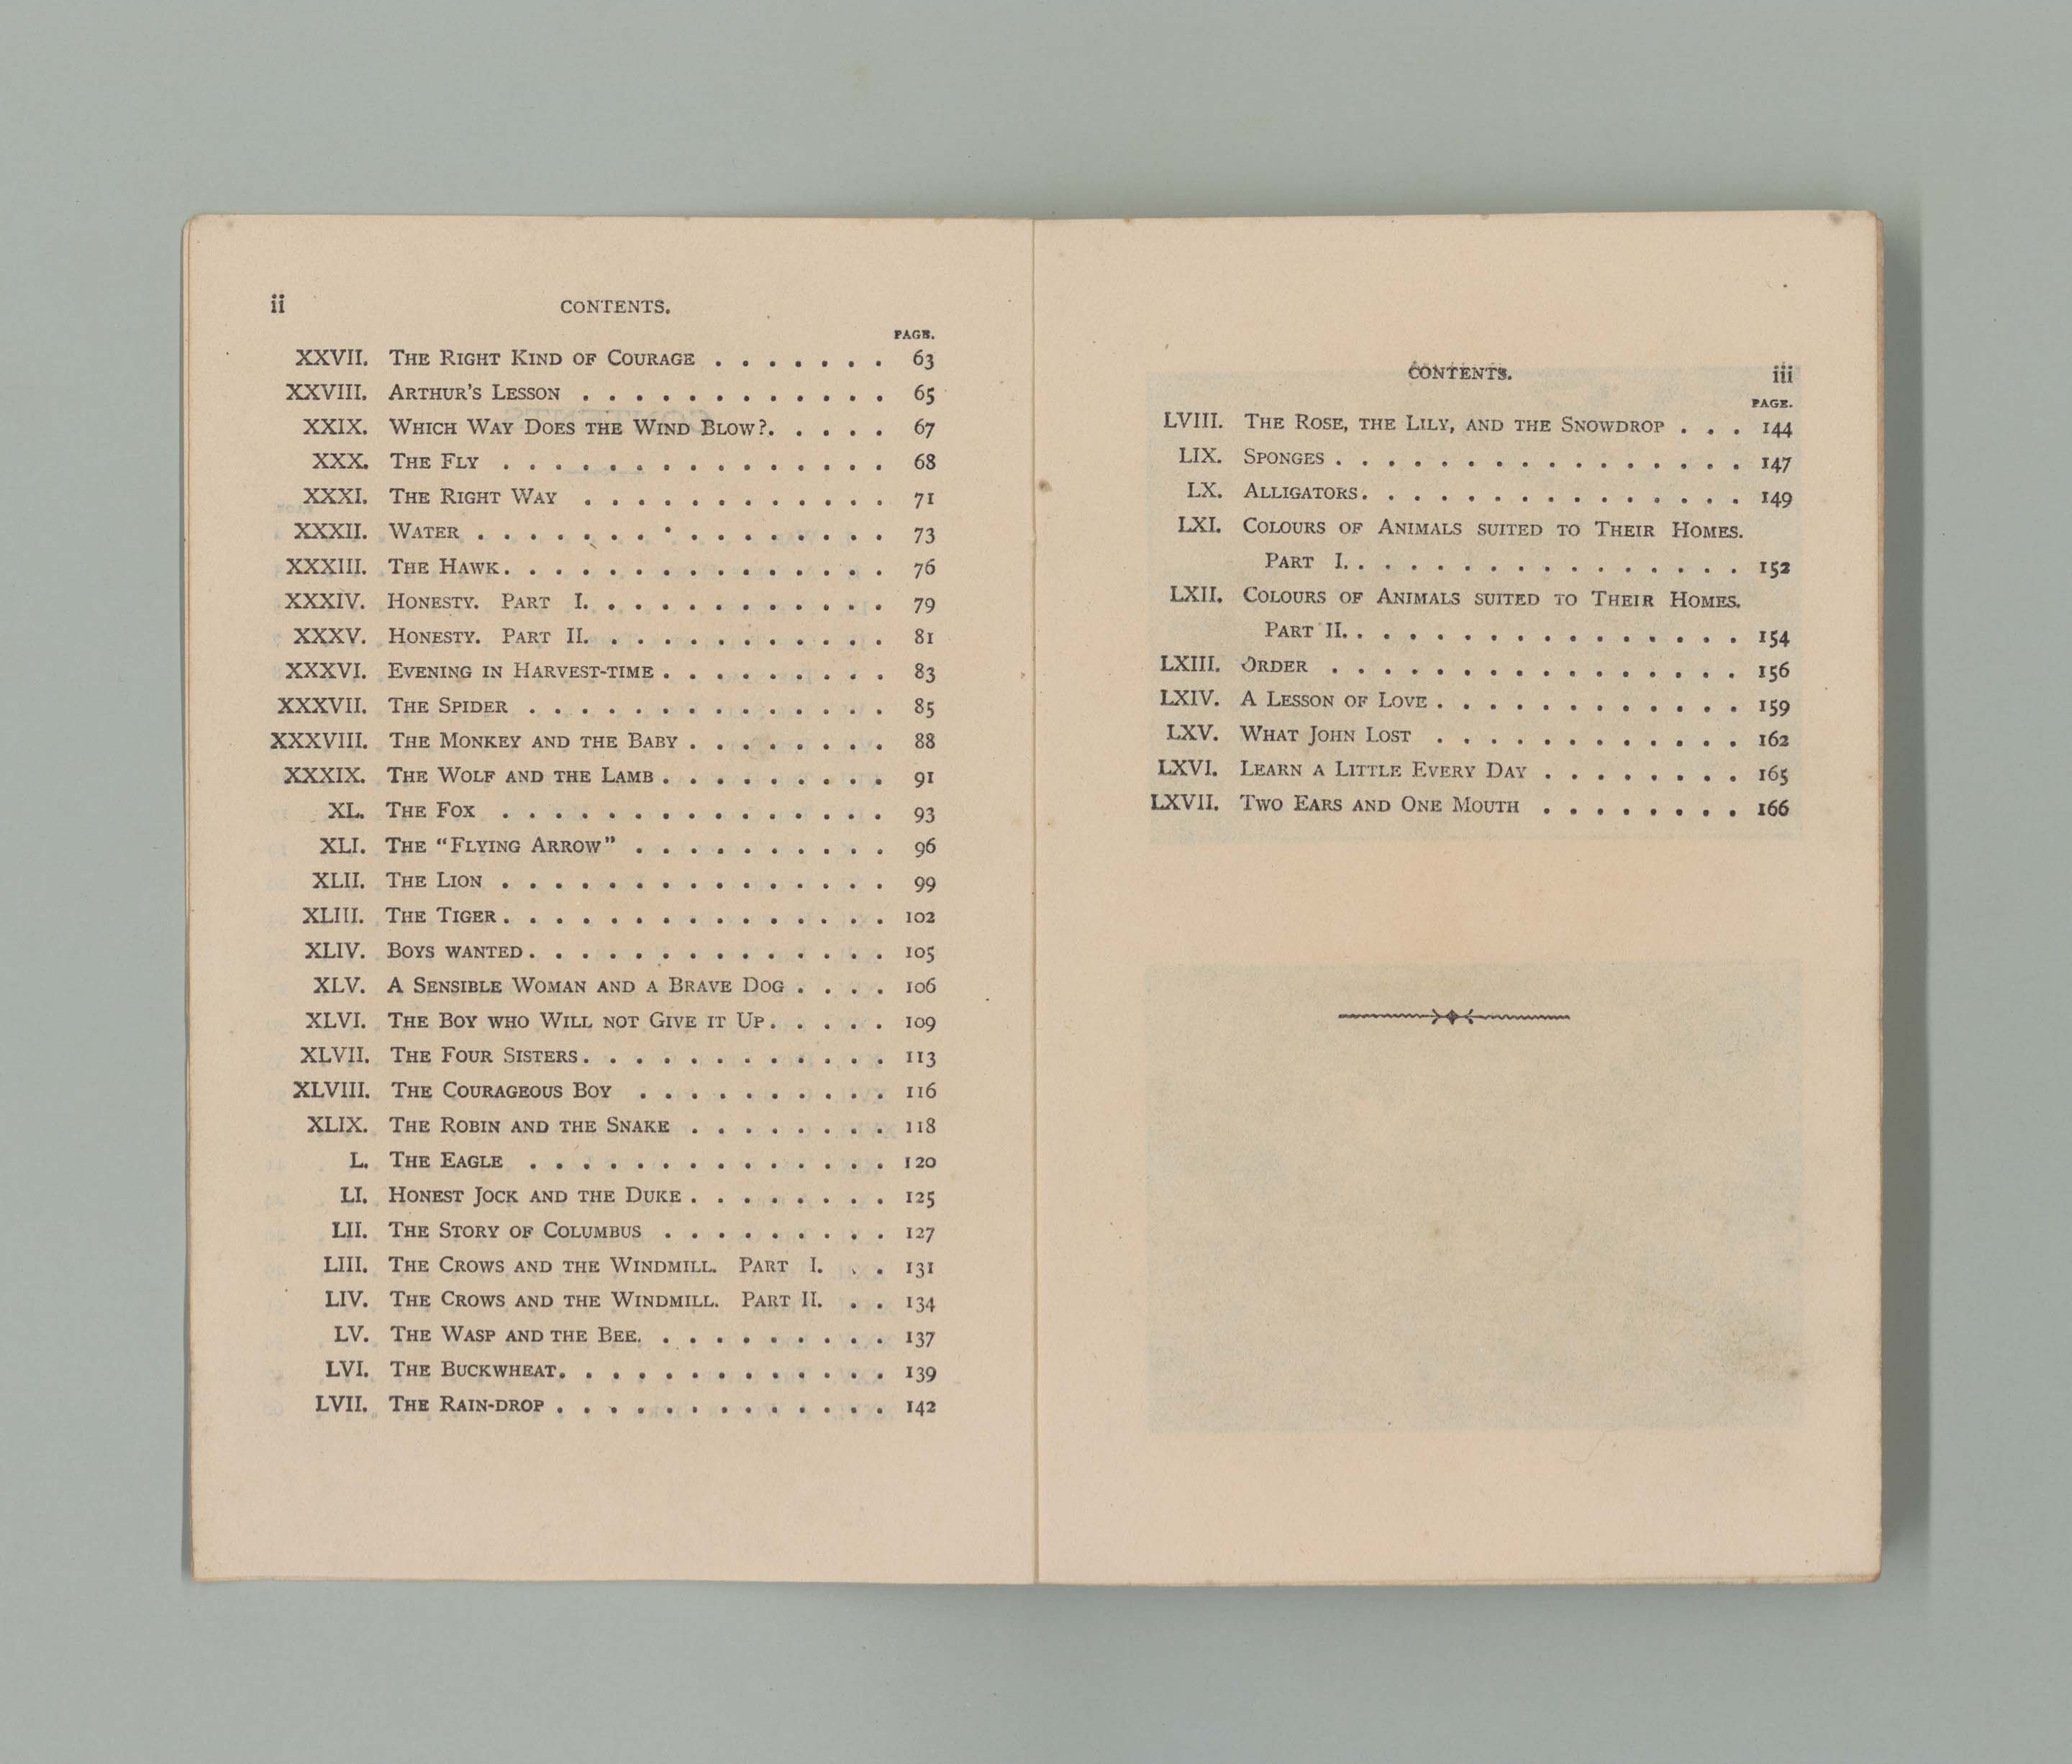 ii
CONTENTS.
PAGE.
XXVII. THE RIGHT KIND OF COURAGE . . . . . . . 63
XXVIII. ARTHUR'S LESSON . . . . . . . . . . . . 65
XXIX. WHICH WAY DOES THE WIND BLOW?. . . . . 67
XXX. THE FLY . . . . . . . . . . . . . . . 68
XXXI. THE RIGHT WAY . . . . . . . . . . . . 71
XXXII. WATER . . . . . . . . . . . . . . . . 73
XXXIII. THE HAWK. . . . . . . . . . . . . . . 76
XXXIV. HONESTY. PART I. . . . . . . . . . . . 79
XXXV. HONESTY. PART II. . . . . . . . . . . . 81
XXXVI. EVENING IN HARVEST-TIME . . . . . . . . . 83
XXXVII. THE SPIDER . . . . . . . . . . . . . . 85
XXXVIII. THE MONKEY AND THE BABY . . . . . . . . 88
XXXIX. THE WOLF AND THE LAMB . . . . . . . . . 91
XL. THE FOX . . . . . . . . . . . . . . . 93
XLI. THE "FLYING ARROW" . . . . . . . . . . 96
XLII. THE LION . . . . . . . . . . . . . . . 99
XLIII. THE TIGER . . . . . . . . . . . . . . . 102
XLIV. BOYS WANTED . . . . . . . . . . . . . . 105
XLV. A SENSIBLE WOMAN AND A BRAVE DOG . . . . 106
XLVI. THE BOY WHO WILL NOT GIVE IT UP. . . . . 109
XLVII. THE FOUR SISTERS . . . . . . . . . . . . 113
XLVIII. THE COURAGEOUS BOY . . . . . . . . . . 116
XLIX. THE ROBIN AND THE SNAKE . . . . . . . . 118
L. THE EAGLE . . . . . . . . . . . . . . 120
LI. HONEST JOCK AND THE DUKE . . . . . . . . 125
LII. THE STORY OF COLUMBUS . . . . . . . . . 127
LIII. THE CROWS AND THE WINDMILL. PART I. . . 131
LIV. THE CROWS AND THE WINDMILL. PART II. . . 134
LV. THE WASP AND THE BEE. . . . . . . . . . 137
LVI. THE BUCKWHEAT. . . . . . . . . . . . . 139
LVII. THE RAIN-DROP . . . . . . . . . . . . . 142
CONTENTS.
iii
PAGE.
LVIII. THE ROSE, THE LILY, AND THE SNOWDROP . . . 144
LIX. SPONGES . . . . . . . . . . . . . . . . 147
LX. ALLIGATORS. . . . . . . . . . . . . . . 149
LXI. COLOURS OF ANIMALS SUITED TO THEIR HOMES.
PART I. . . . . . . . . . . . . . . . 152
LXII. COLOURS OF ANIMALS SUITED TO THEIR HOMES.
PART II. . . . . . . . . . . . . . . . 154
LXIII. ORDER . . . . . . . . . . . . . . . . 156
LXIV. A LESSON OF LOVE . . . . . . . . . . . . 159
LXV. WHAT JOHN LOST . . . . . . . . . . . . 162
LXVI. LEARN A LITTLE EVERY DAY . . . . . . . . 165
LXVII. TWO EARS AND ONE MOUTH . . . . . . . . 166